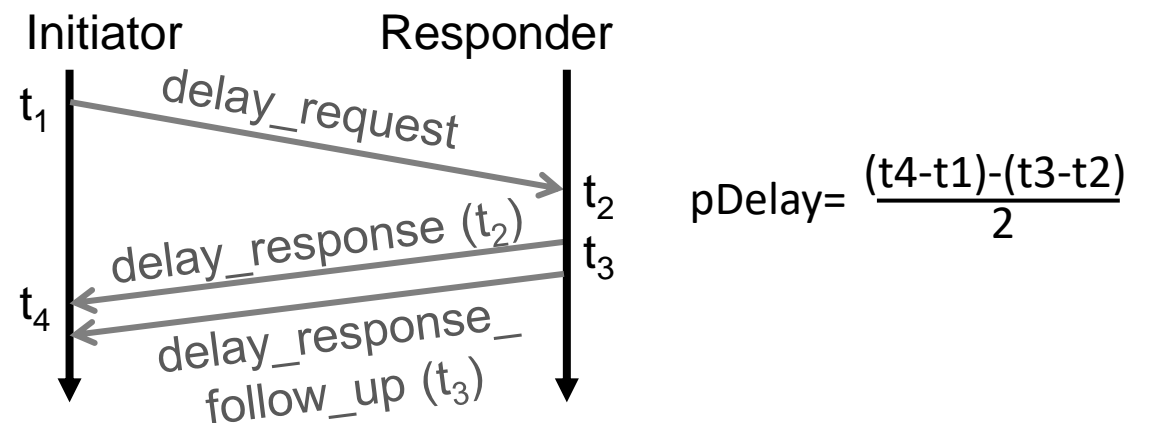 Initiator
Responder
t₁
delay_request
t₂
delay_response (t₂)
t₃
t₄
delay_response_
follow_up (t₃)
pDelay= (t4-t1)-(t3-t2)
2